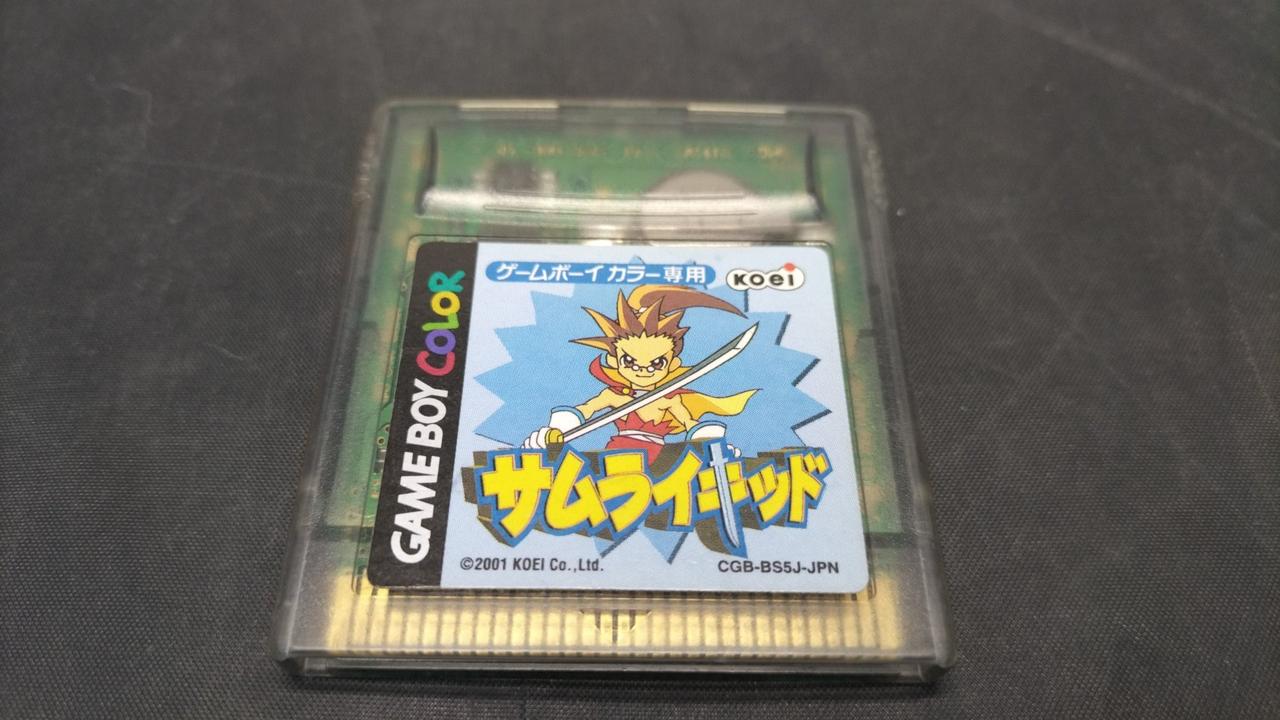 ゲームボーイカラー専用
KOEI
GAME BOY COLOR
サムライキッド
©2001 KOEI Co.,Ltd.
CGB-BS5J-JPN